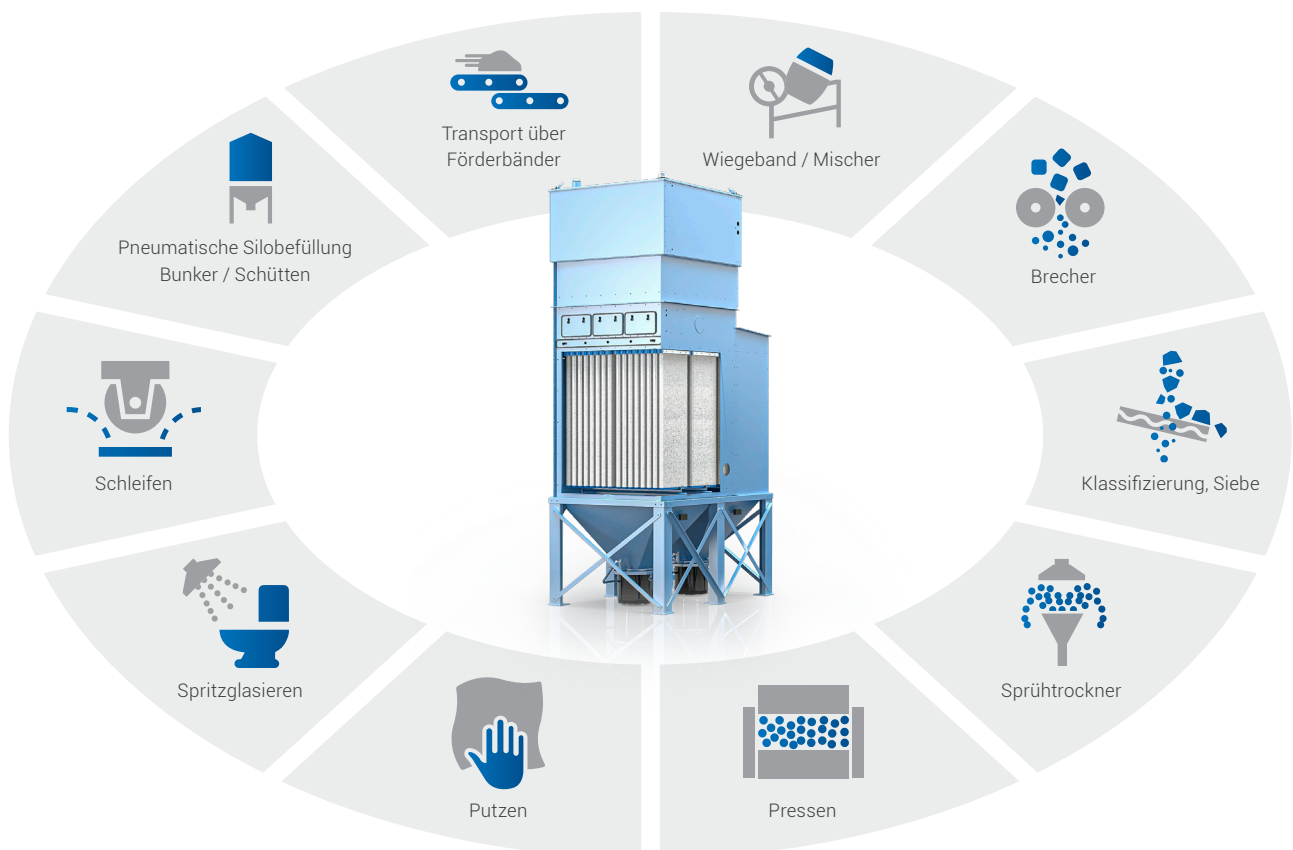 Transport über
Förderbänder
Wiegeband / Mischer
Pneumatische Silobefüllung
Bunker / Schütten
Brecher
Schleifen
Klassifizierung, Siebe
Spritzglasieren
Sprühtrockner
Putzen
Pressen